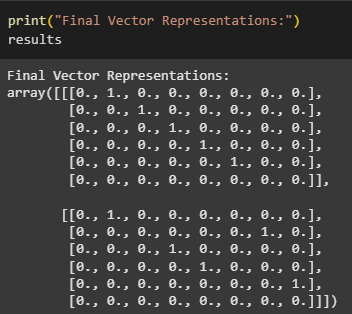 print("Final Vector Representations:")
results
Final Vector Representations:
array([[[0., 1., 0., 0., 0., 0., 0., 0.],
[0., 0., 1., 0., 0., 0., 0., 0.],
[0., 0., 0., 1., 0., 0., 0., 0.],
[0., 0., 0., 0., 1., 0., 0., 0.],
[0., 0., 0., 0., 0., 1., 0., 0.],
[0., 0., 0., 0., 0., 0., 0., 0.]],
[[0., 1., 0., 0., 0., 0., 0., 0.],
[0., 0., 0., 0., 0., 0., 1., 0.],
[0., 0., 0., 1., 0., 0., 0., 0.],
[0., 0., 0., 0., 1., 0., 0., 0.],
[0., 0., 0., 0., 0., 0., 0., 1.],
[0., 0., 0., 0., 0., 0., 0., 0.]]])